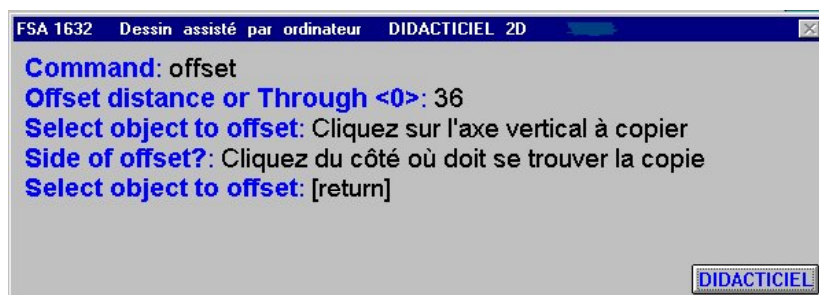 FSA 1632 Dessin assisté par ordinateur DIDACTICIEL 2D
Command: offset
Offset distance or Through <0>: 36
Select object to offset: Cliquez sur l'axe vertical à copier
Side of offset?: Cliquez du côté où doit se trouver la copie
Select object to offset: [return]
DIDACTICIEL